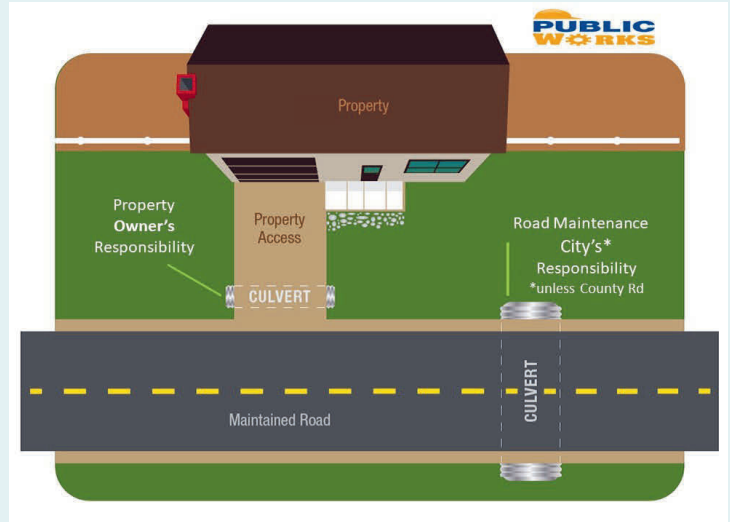 PUBLIC
WORKS
Property
Property
Owner's
Responsibility
Property
Access
Road Maintenance
City's*
Responsibility
*unless County Rd
CULVERT
CULVERT
Maintained Road